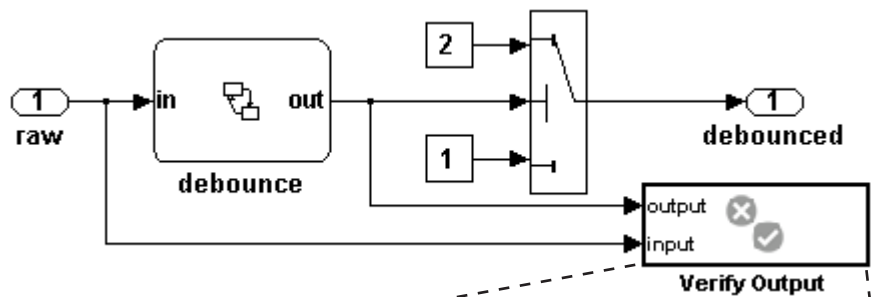 2
1
in
out
1
raw
debounce
1
debounced
output
input
Verify Output